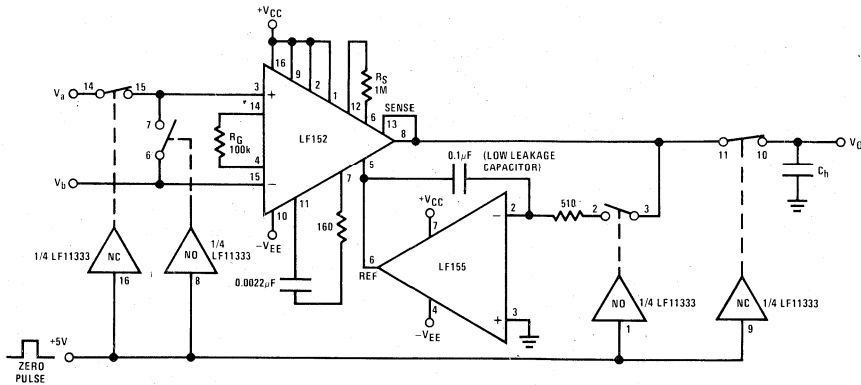 +VCC
16
9
2
1
12
RS
1M
6
SENSE
13
8
Va
14
15
3
+
14
RG
100k
LF152
4
7
6
Vb
15
−
5
7
10
11
−VEE
160
0.0022µF
0.1µF
(LOW LEAKAGE
CAPACITOR)
+VCC
7
−
2
510
2
3
11
10
VO
Ch
6
REF
LF155
4
−VEE
+
3
1/4 LF11333
NC
16
NO
1/4
LF11333
8
NO
1/4 LF11333
1
NC
1/4 LF11333
9
+5V
ZERO
PULSE